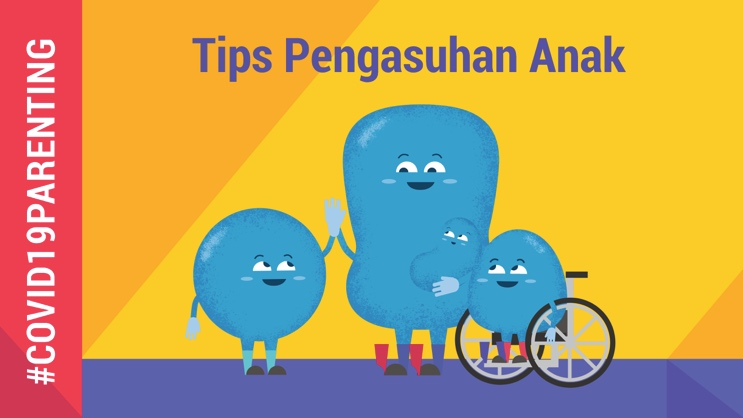 Tips Pengasuhan Anak
#COVID19PARENTING